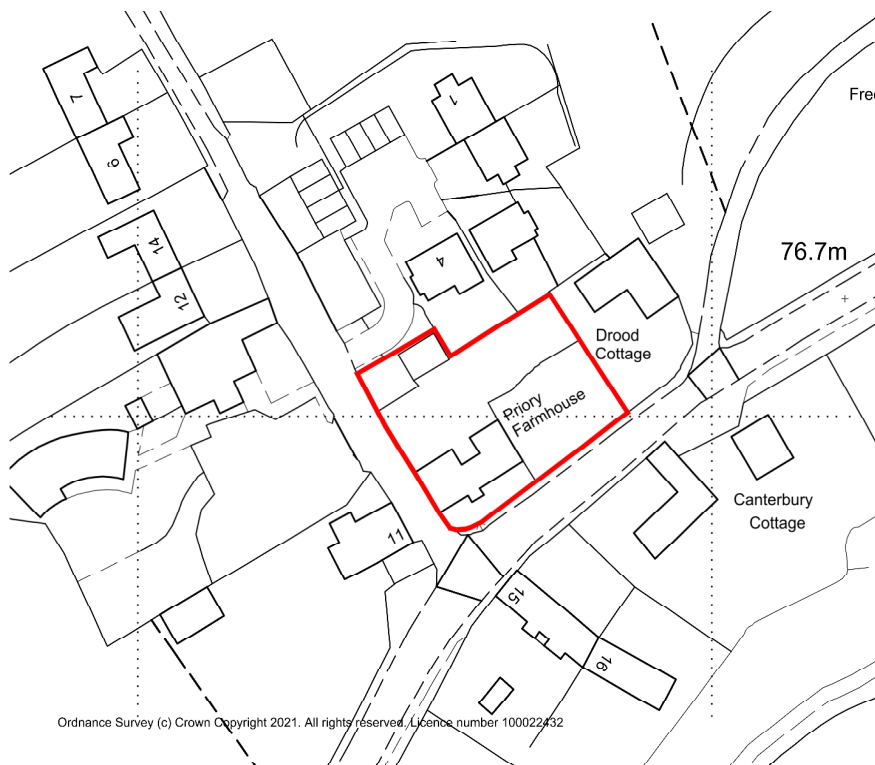 7
1
Free
9
14
4
76.7m
12
Drood
Cottage
Priory
Farmhouse
Canterbury
Cottage
11
15
16
Ordnance Survey (c) Crown Copyright 2021. All rights reserved. Licence number 100022432